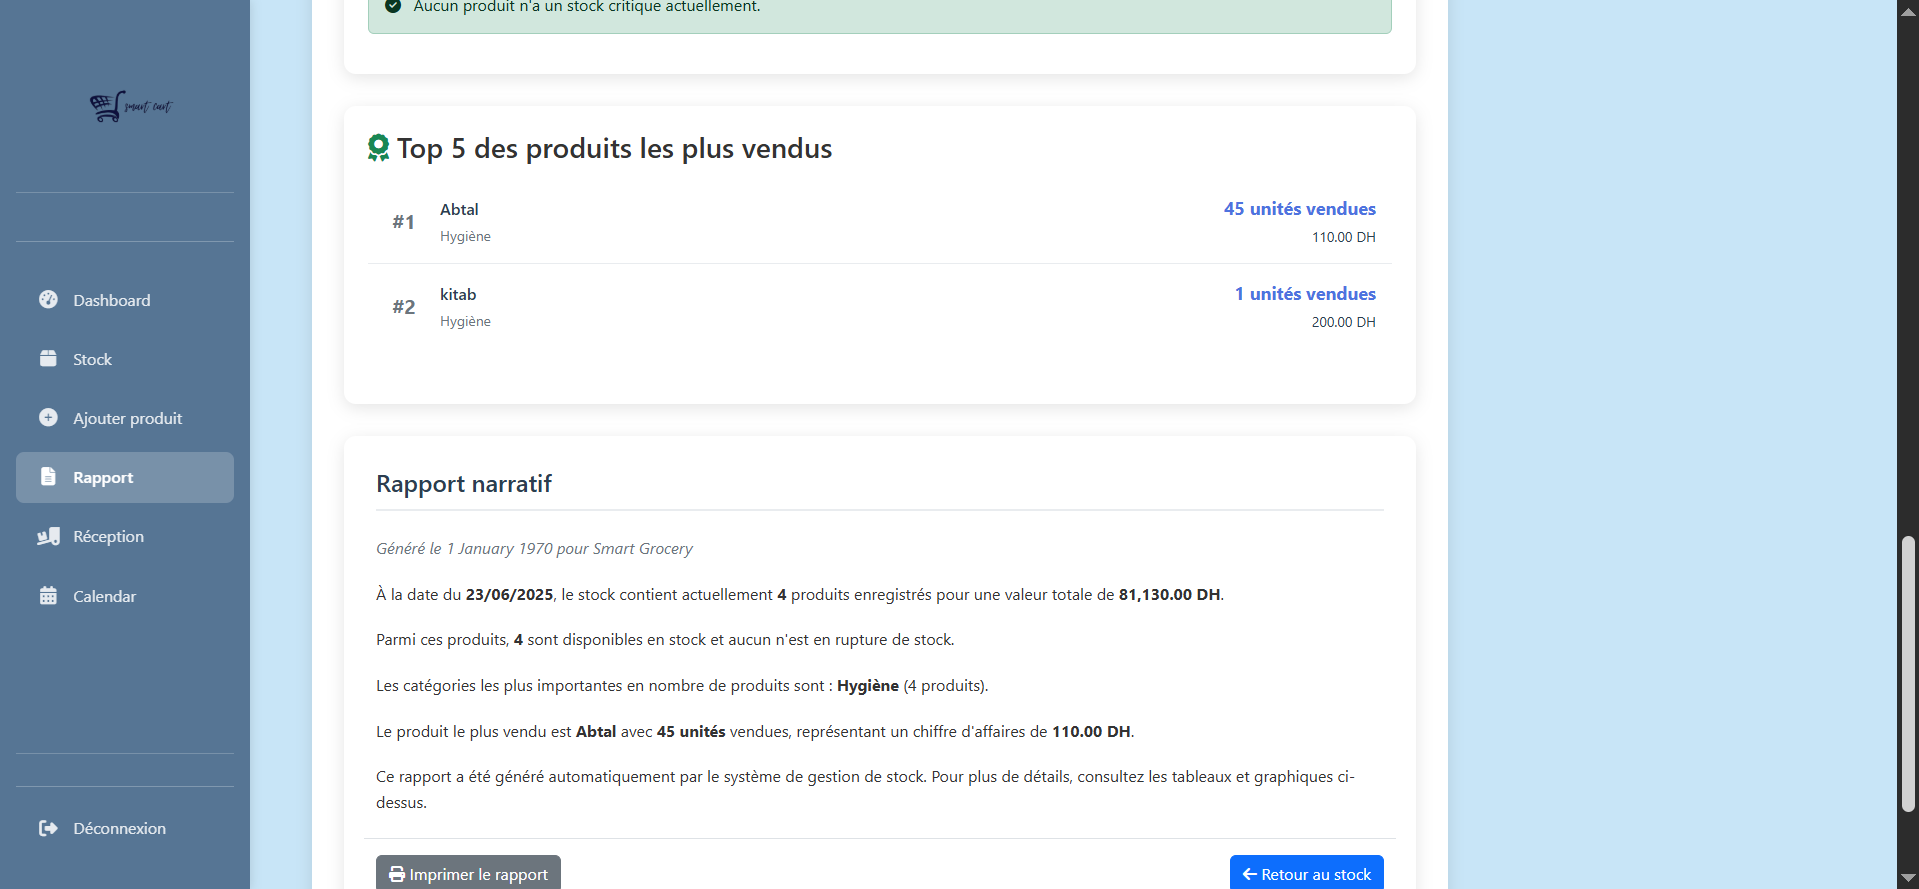 smart cart
Dashboard
Stock
Ajouter produit
Rapport
Réception
Calendar
Déconnexion
Aucun produit n'a un stock critique actuellement.
Top 5 des produits les plus vendus
#1
Abtal
Hygiène
45 unités vendues
110.00 DH
#2
kitab
Hygiène
1 unités vendues
200.00 DH
Rapport narratif
Généré le 1 January 1970 pour Smart Grocery
À la date du 23/06/2025, le stock contient actuellement 4 produits enregistrés pour une valeur totale de 81,130.00 DH.
Parmi ces produits, 4 sont disponibles en stock et aucun n'est en rupture de stock.
Les catégories les plus importantes en nombre de produits sont : Hygiène (4 produits).
Le produit le plus vendu est Abtal avec 45 unités vendues, représentant un chiffre d'affaires de 110.00 DH.
Ce rapport a été généré automatiquement par le système de gestion de stock. Pour plus de détails, consultez les tableaux et graphiques ci-
dessus.
Imprimer le rapport
Retour au stock